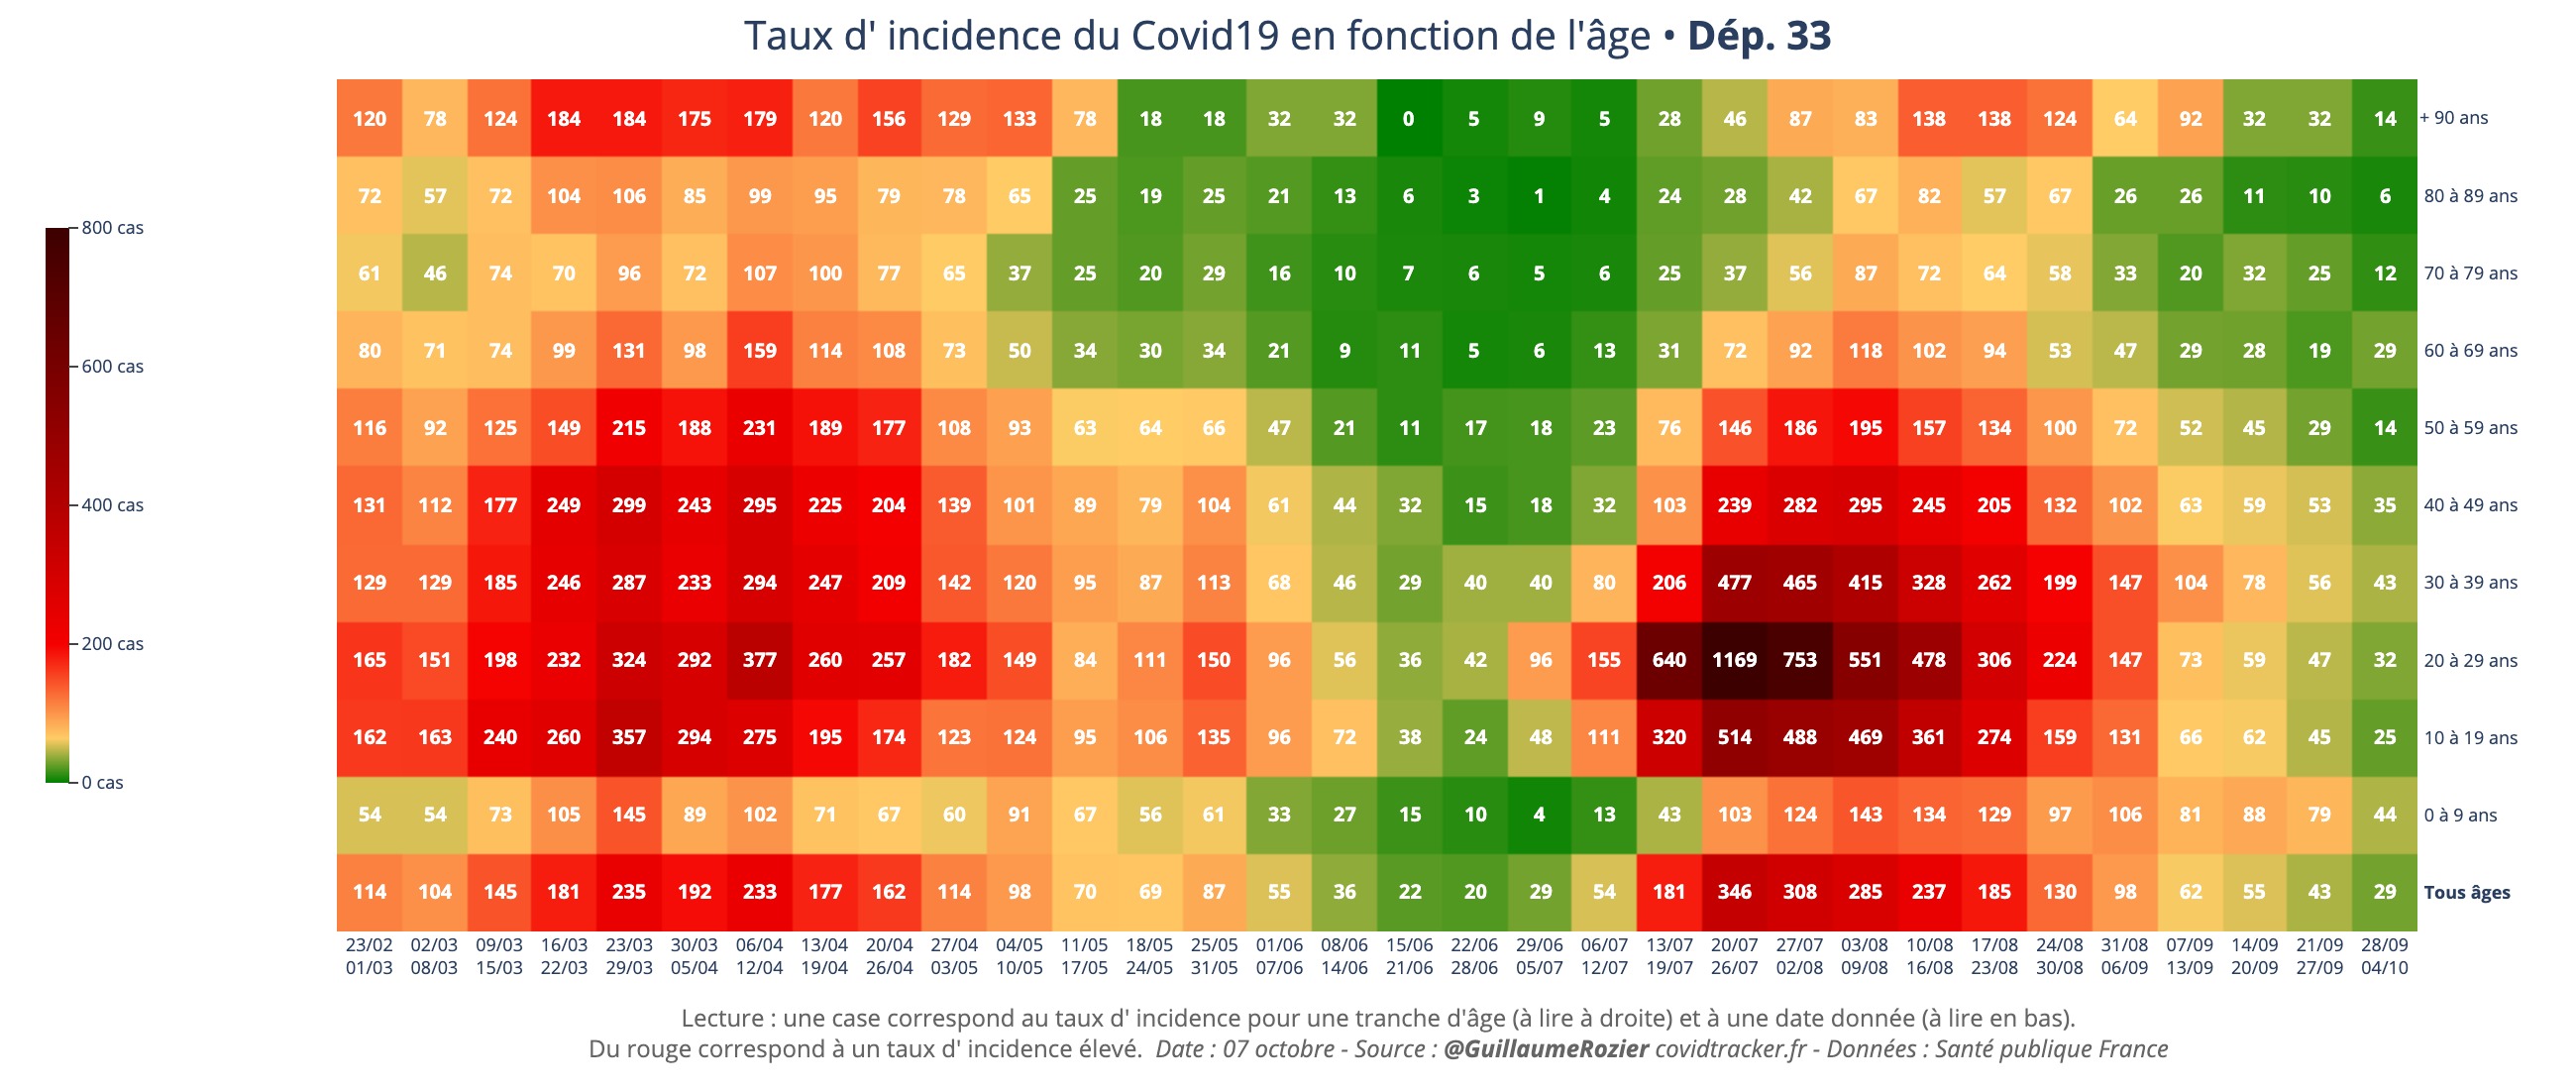 Taux d' incidence du Covid19 en fonction de l'âge • Dép. 33
120 78 124 184 184 175 179 120 156 129 133 78 18 18 32 32 0 5 9 5 28 46 87 83 138 138 124 64 92 32 32 14 + 90 ans
72 57 72 104 106 85 99 95 79 78 65 25 19 25 21 13 6 3 1 4 24 28 42 67 82 57 67 26 26 11 10 6 80 à 89 ans
61 46 74 70 96 72 107 100 77 65 37 25 20 29 16 10 7 6 5 6 25 37 56 87 72 64 58 33 20 32 25 12 70 à 79 ans
80 71 74 99 131 98 159 114 108 73 50 34 30 34 21 9 11 5 6 13 31 72 92 118 102 94 53 47 29 28 19 29 60 à 69 ans
116 92 125 149 215 188 231 189 177 108 93 63 64 66 47 21 11 17 18 23 76 146 186 195 157 134 100 72 52 45 29 14 50 à 59 ans
131 112 177 249 299 243 295 225 204 139 101 89 79 104 61 44 32 15 18 32 103 239 282 295 245 205 132 102 63 59 53 35 40 à 49 ans
129 129 185 246 287 233 294 247 209 142 120 95 87 113 68 46 29 40 40 80 206 477 465 415 328 262 199 147 104 78 56 43 30 à 39 ans
165 151 198 232 324 292 377 260 257 182 149 84 111 150 96 56 36 42 96 155 640 1169 753 551 478 306 224 147 73 59 47 32 20 à 29 ans
162 163 240 260 357 294 275 195 174 123 124 95 106 135 96 72 38 24 48 111 320 514 488 469 361 274 159 131 66 62 45 25 10 à 19 ans
54 54 73 105 145 89 102 71 67 60 91 67 56 61 33 27 15 10 4 13 43 103 124 143 134 129 97 106 81 88 79 44 0 à 9 ans
114 104 145 181 235 192 233 177 162 114 98 70 69 87 55 36 22 20 29 54 181 346 308 285 237 185 130 98 62 55 43 29 Tous âges
23/02 02/03 09/03 16/03 23/03 30/03 06/04 13/04 20/04 27/04 04/05 11/05 18/05 25/05 01/06 08/06 15/06 22/06 29/06 06/07 13/07 20/07 27/07 03/08 10/08 17/08 24/08 31/08 07/09 14/09 21/09 28/09
01/03 08/03 15/03 22/03 29/03 05/04 12/04 19/04 26/04 03/05 10/05 17/05 24/05 31/05 07/06 14/06 21/06 28/06 05/07 12/07 19/07 26/07 02/08 09/08 16/08 23/08 30/08 06/09 13/09 20/09 27/09 04/10
800 cas
600 cas
400 cas
200 cas
0 cas
Lecture : une case correspond au taux d' incidence pour une tranche d'âge (à lire à droite) et à une date donnée (à lire en bas).
Du rouge correspond à un taux d' incidence élevé. Date : 07 octobre - Source : @GuillaumeRozier covidtracker.fr - Données : Santé publique France